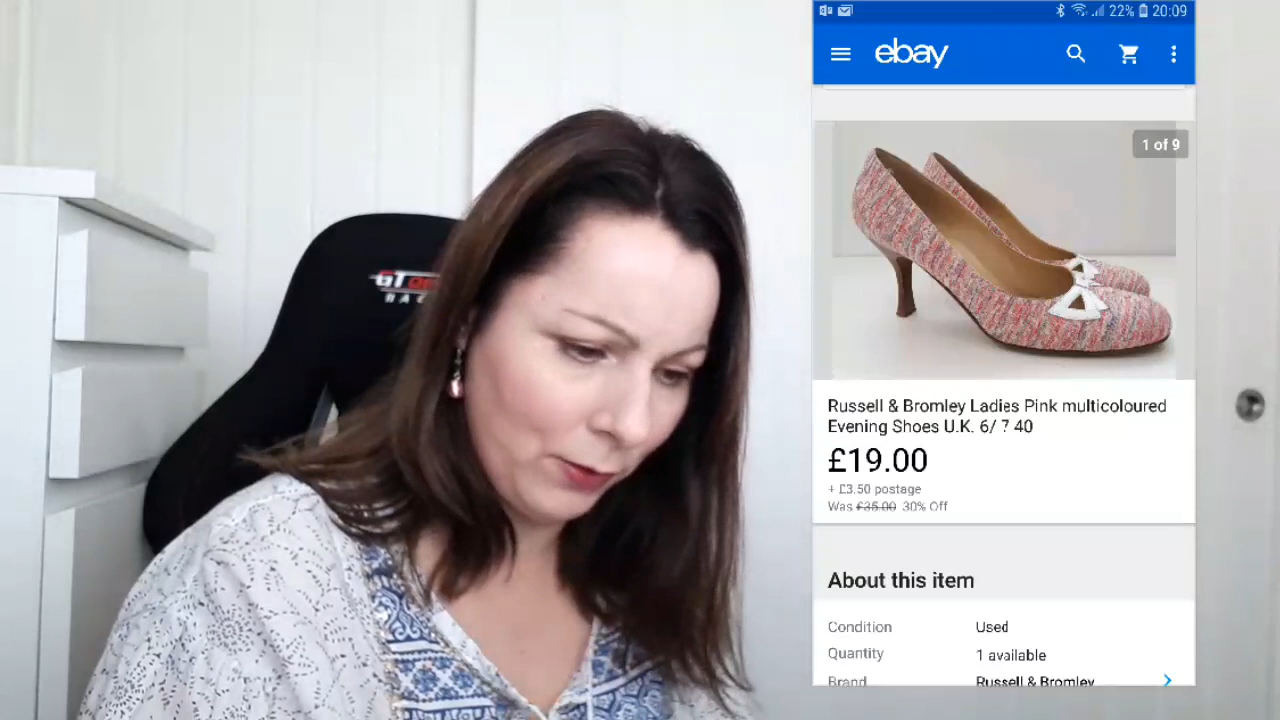 22% 20:09
ebay
1 of 9
GT
Russell & Bromley Ladies Pink multicoloured
Evening Shoes U.K. 6/ 7 40
£19.00
+ £3.50 postage
Was £35.00 30% Off
About this item
Condition Used
Quantity 1 available
Brand Russell & Bromley